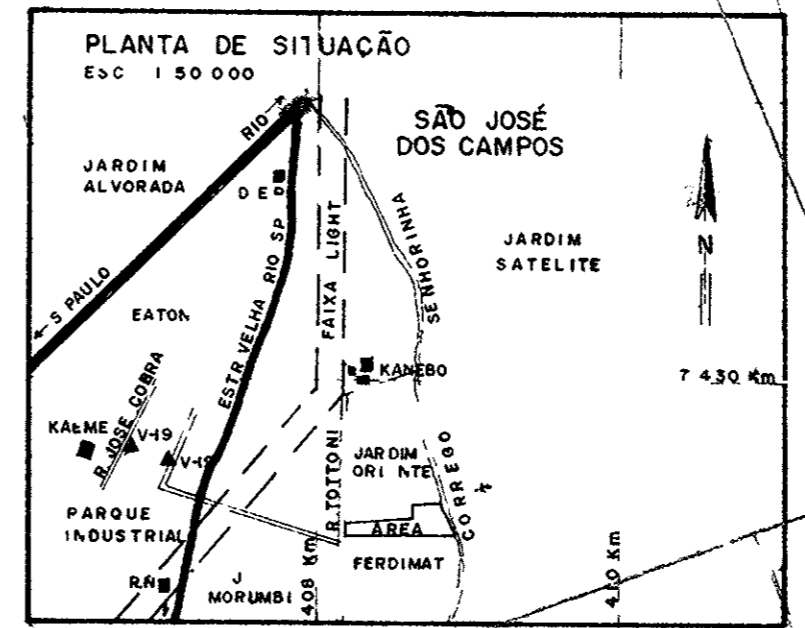 PLANTA DE SITUAÇÃO
ESC 1 50 000
RIO →
SÃO JOSÉ
DOS CAMPOS
JARDIM
ALVORADA
D E
FAIXA LIGHT
SENHORINHA
JARDIM
SATELITE
N
← S PAULO
EATON
ESTR VELHA RIO SP
KANEBO
7 430 Km
R. JOSE COBRA
KAEME
V-19
V-19
JARDIM
ORI NTE
CORREGO
R. TOITONI
PARQUE
INDUSTRIAL
ÁREA
FERDIMAT
R.N
J
MORUMBI
408 Km
410 Km